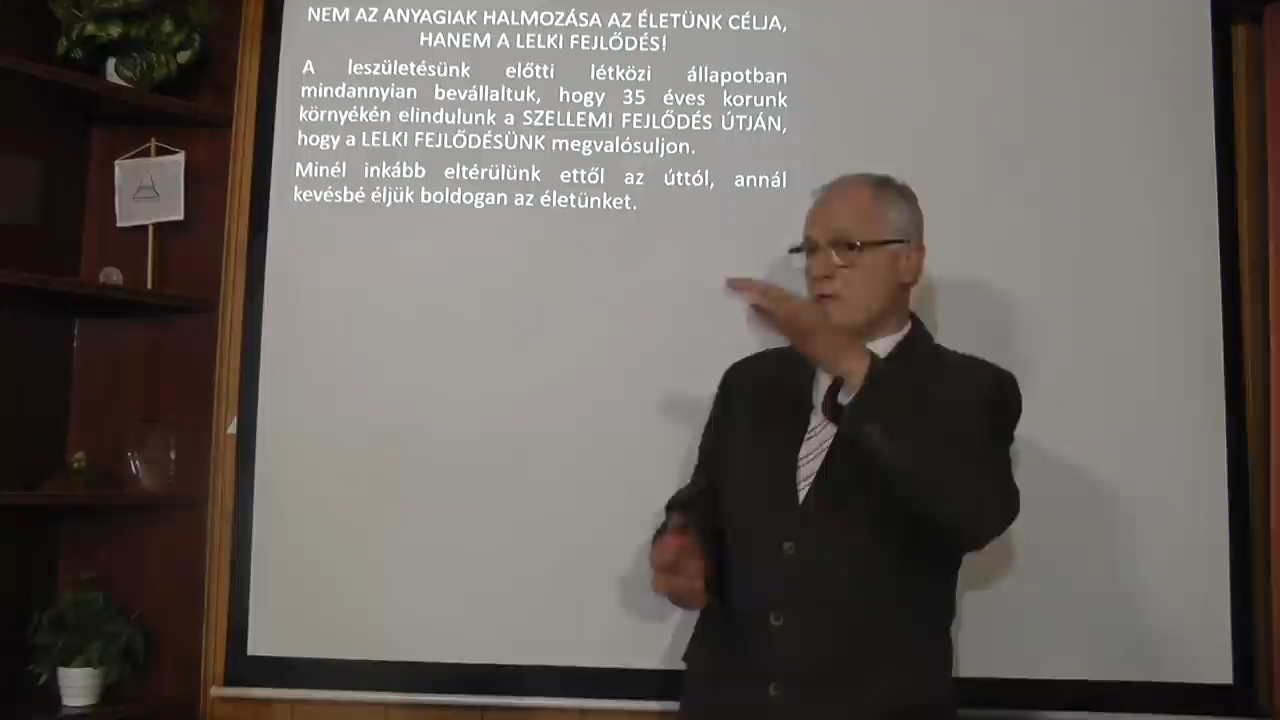 NEM AZ ANYAGIAK HALMOZÁSA AZ ÉLETÜNK CÉLJA,
HANEM A LELKI FEJLŐDÉS!
A leszületésünk előtti létközi állapotban
mindannyian bevállaltuk, hogy 35 éves korunk
környékén elindulunk a SZELLEMI FEJLŐDÉS ÚTJÁN,
hogy a LELKI FEJLŐDÉSÜNK megvalósuljon.
Minél inkább eltérülünk ettől az úttól, annál
kevésbé éljük boldogan az életünket.